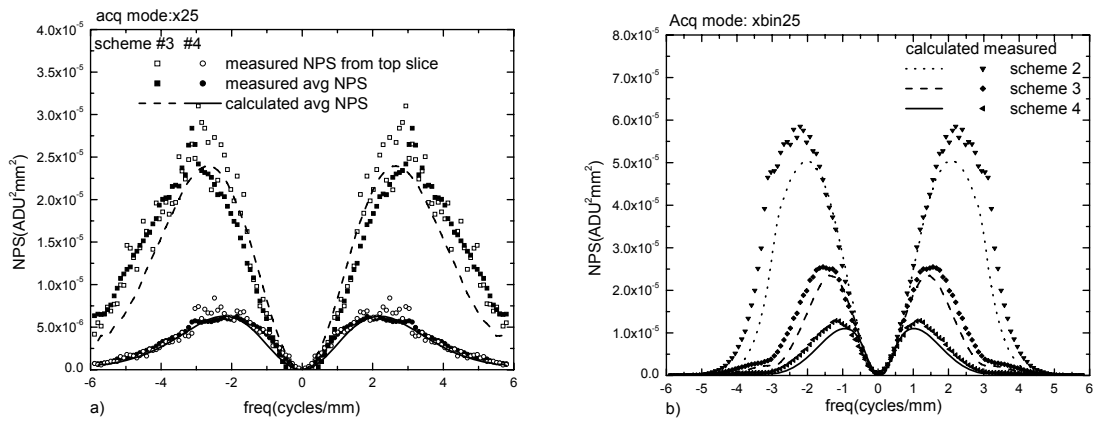 acq mode:x25
scheme #3 #4
measured NPS from top slice
measured avg NPS
calculated avg NPS
4.0x10⁻⁵
3.5x10⁻⁵
3.0x10⁻⁵
2.5x10⁻⁵
2.0x10⁻⁵
1.5x10⁻⁵
1.0x10⁻⁵
5.0x10⁻⁶
0.0
NPS(ADU²mm²)
-6 -4 -2 0 2 4 6
freq(cycles/mm)
a)
Acq mode: xbin25
calculated measured
scheme 2
scheme 3
scheme 4
8.0x10⁻⁵
7.0x10⁻⁵
6.0x10⁻⁵
5.0x10⁻⁵
4.0x10⁻⁵
3.0x10⁻⁵
2.0x10⁻⁵
1.0x10⁻⁵
0.0
NPS(ADU²mm²)
-6 -5 -4 -3 -2 -1 0 1 2 3 4 5 6
freq(cycles/mm)
b)